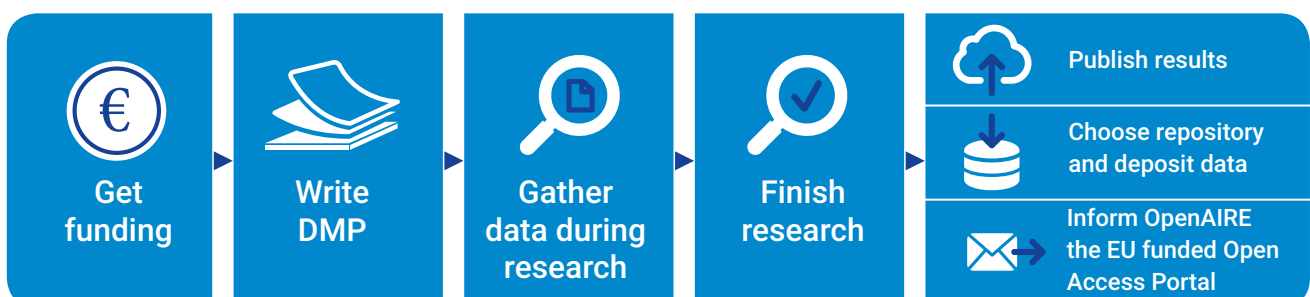 €
Get
funding
Write
DMP
Gather
data during
research
Finish
research
Publish results
Choose repository
and deposit data
Inform OpenAIRE
the EU funded Open
Access Portal